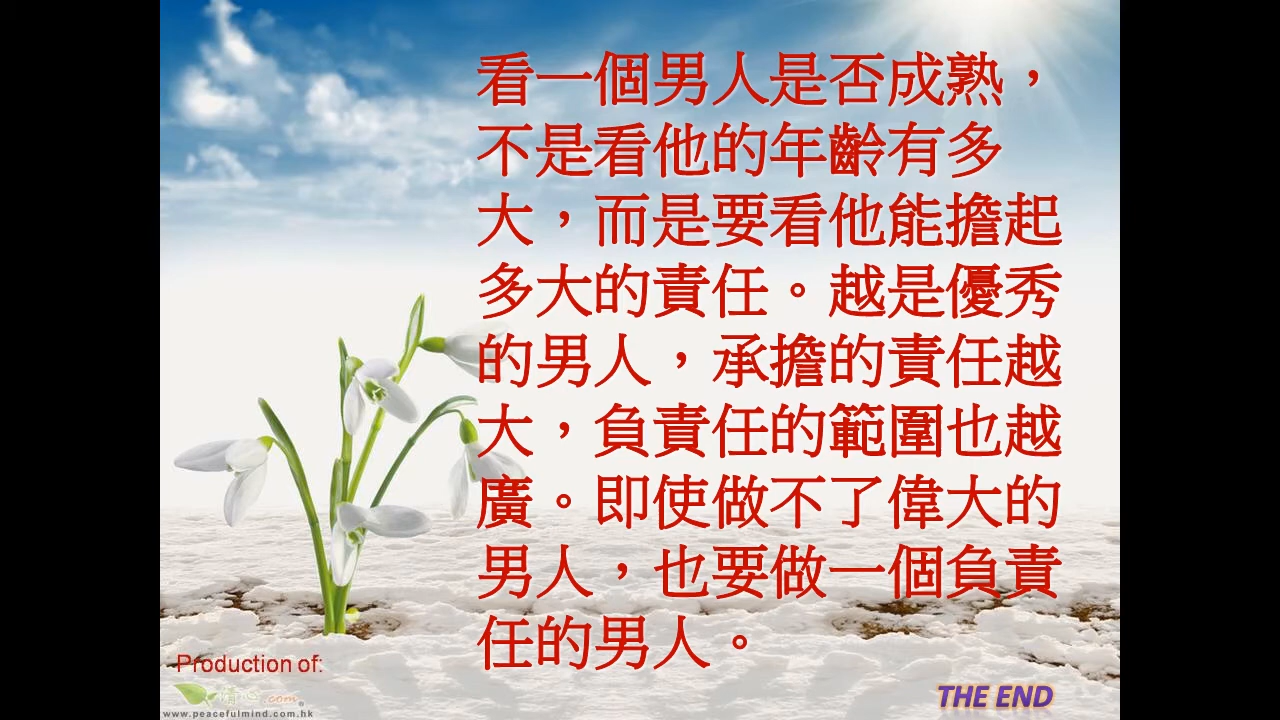 看一個男人是否成熟，
不是看他的年齡有多
大，而是要看他能擔起
多大的責任。越是優秀
的男人，承擔的責任越
大，負責任的範圍也越
廣。即使做不了偉大的
男人，也要做一個負責
任的男人。
Production of:
清心.com
www.peacefulmind.com.hk
THE END